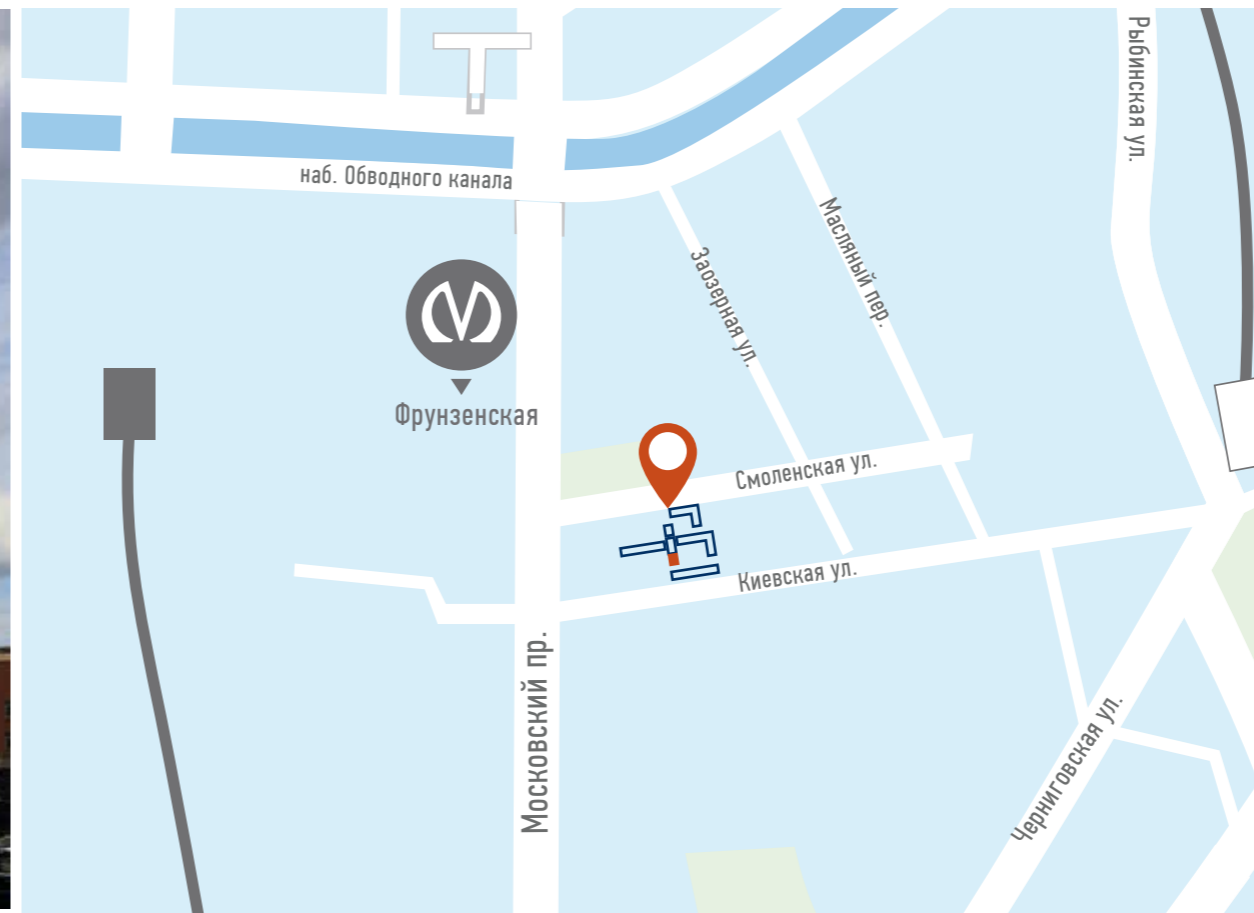 Рыбинская ул.
наб. Обводного канала
Масляный пер.
Заозерная ул.
Фрунзенская
Смоленская ул.
Киевская ул.
Московский пр.
Черниговская ул.